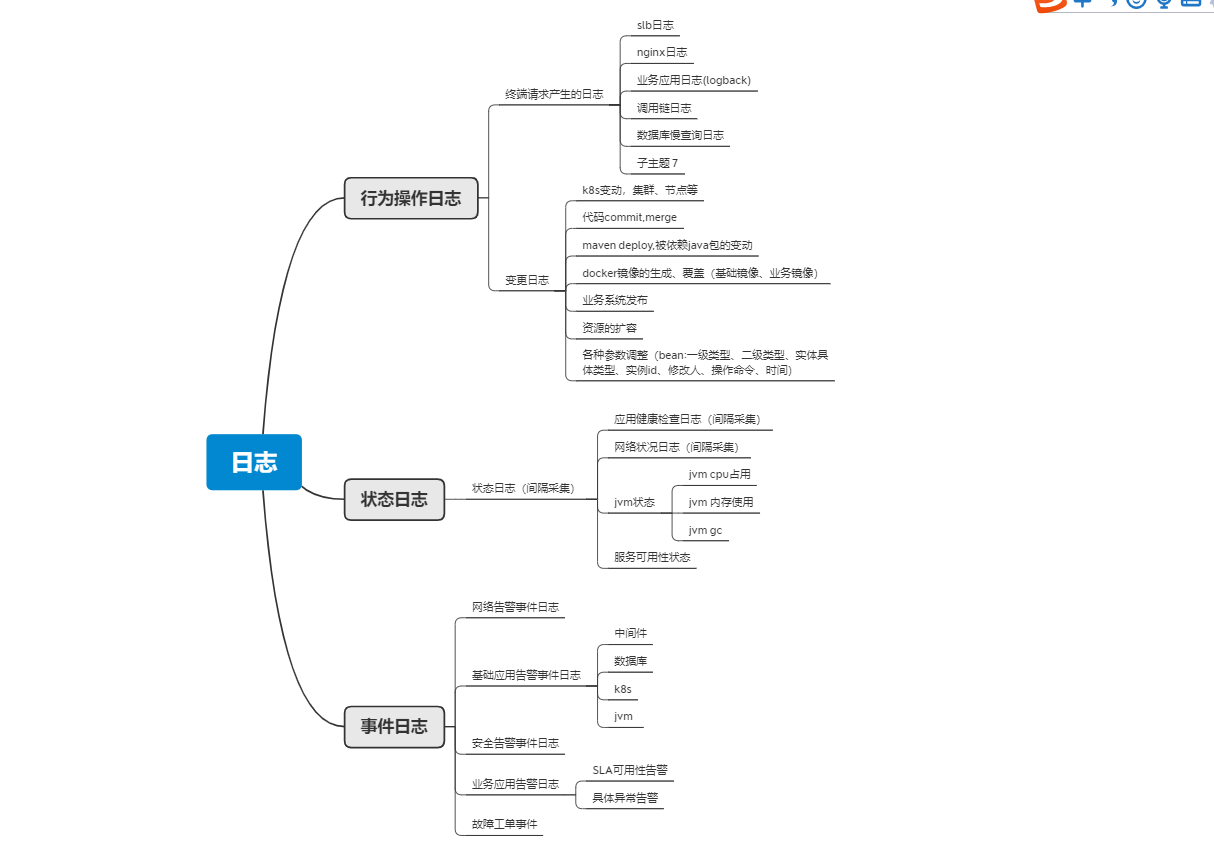 日志
行为操作日志
终端请求产生的日志
slb日志
nginx日志
业务应用日志(logback)
调用链日志
数据库慢查询日志
子主题 7
变更日志
k8s变动，集群、节点等
代码commit,merge
maven deploy,被依赖java包的变动
docker镜像的生成、覆盖（基础镜像、业务镜像）
业务系统发布
资源的扩容
各种参数调整（bean:一级类型、二级类型、实体具
体类型、实例id、修改人、操作命令、时间）
状态日志
状态日志（间隔采集）
应用健康检查日志（间隔采集）
网络状况日志（间隔采集）
jvm状态
jvm cpu占用
jvm 内存使用
jvm gc
服务可用性状态
事件日志
网络告警事件日志
基础应用告警事件日志
中间件
数据库
k8s
jvm
安全告警事件日志
业务应用告警日志
SLA可用性告警
具体异常告警
故障工单事件